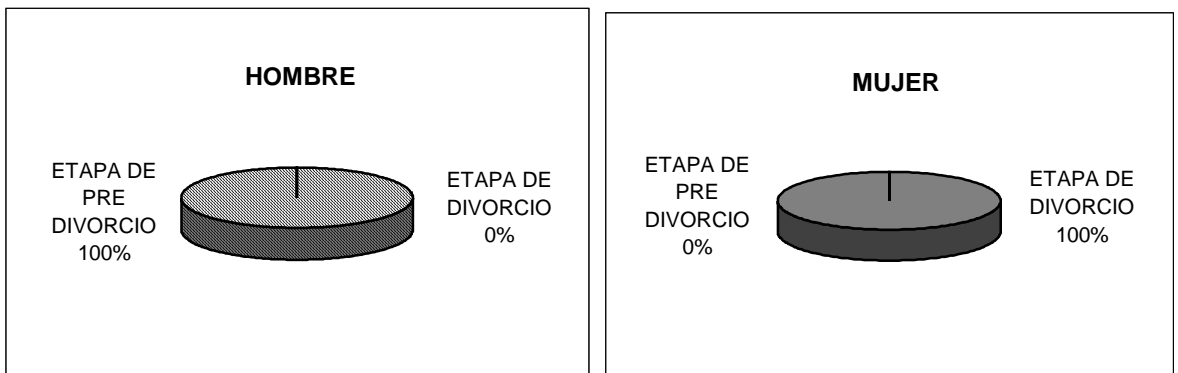 HOMBRE
ETAPA DE
PRE
DIVORCIO
100%
ETAPA DE
DIVORCIO
0%
MUJER
ETAPA DE
PRE
DIVORCIO
0%
ETAPA DE
DIVORCIO
100%